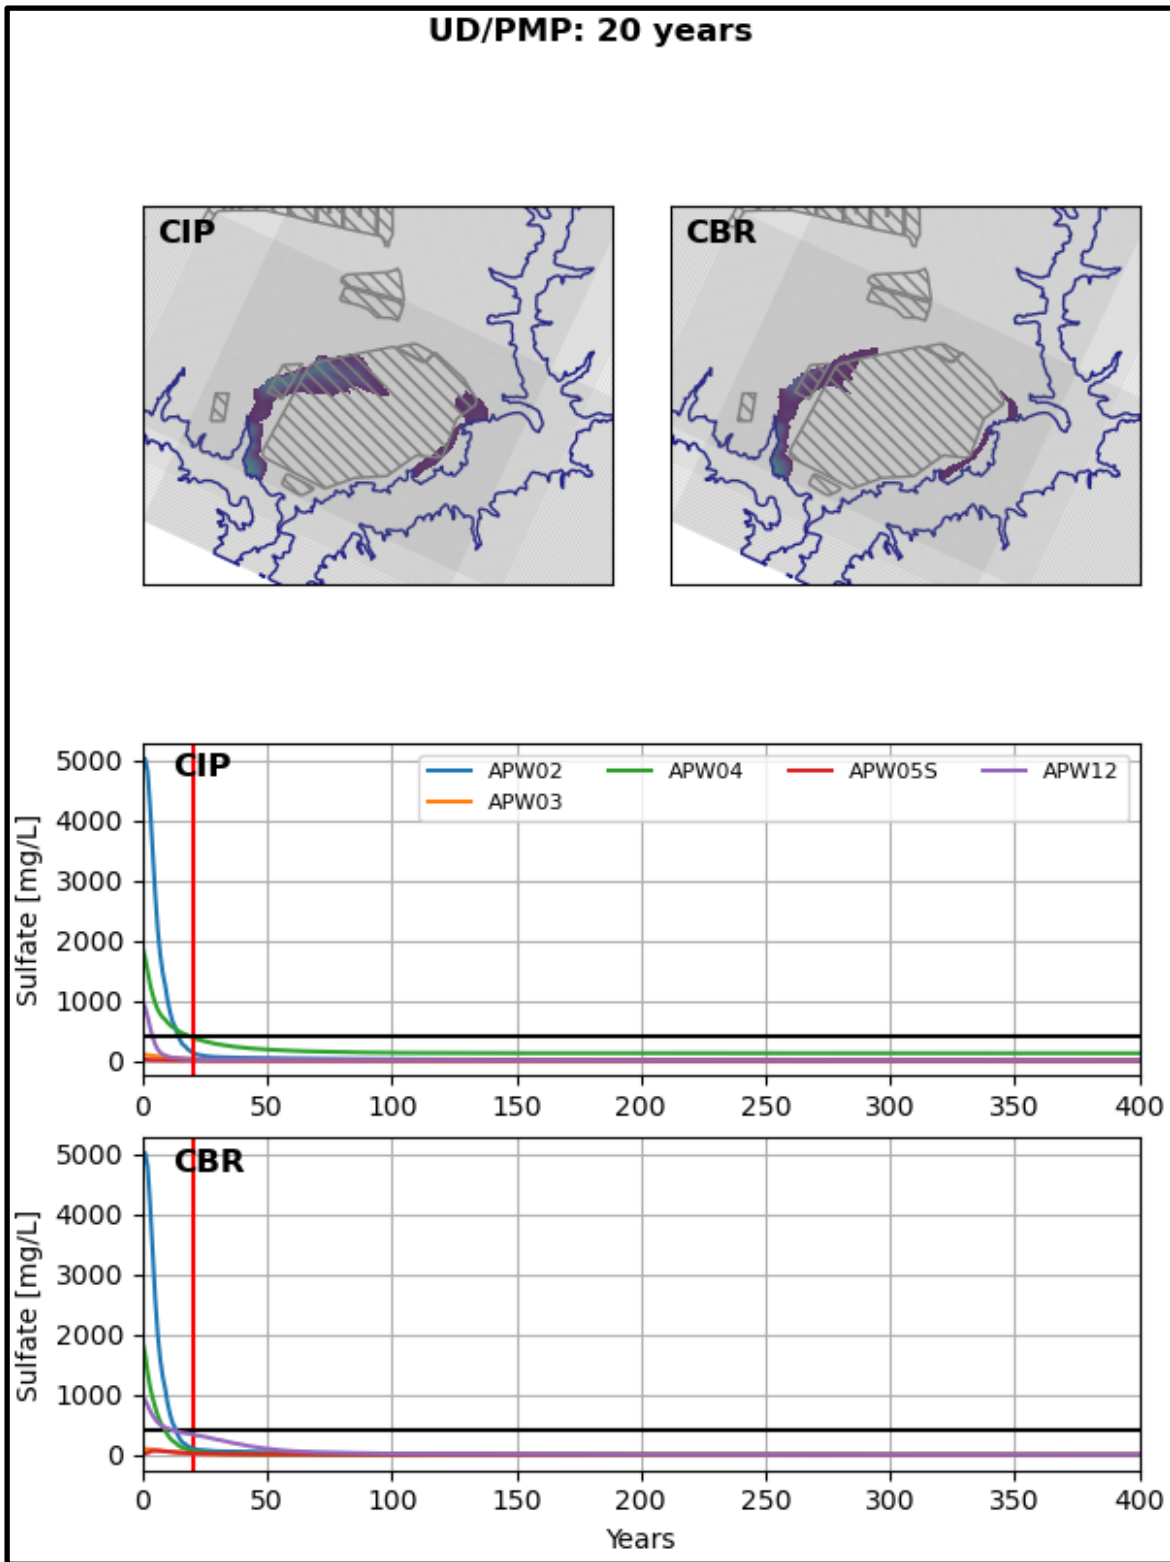 UD/PMP: 20 years
CIP
CBR
CIP
APW02 APW04 APW05S APW12
APW03
Sulfate [mg/L]
5000
4000
3000
2000
1000
0
0 50 100 150 200 250 300 350 400
CBR
Sulfate [mg/L]
5000
4000
3000
2000
1000
0
0 50 100 150 200 250 300 350 400
Years